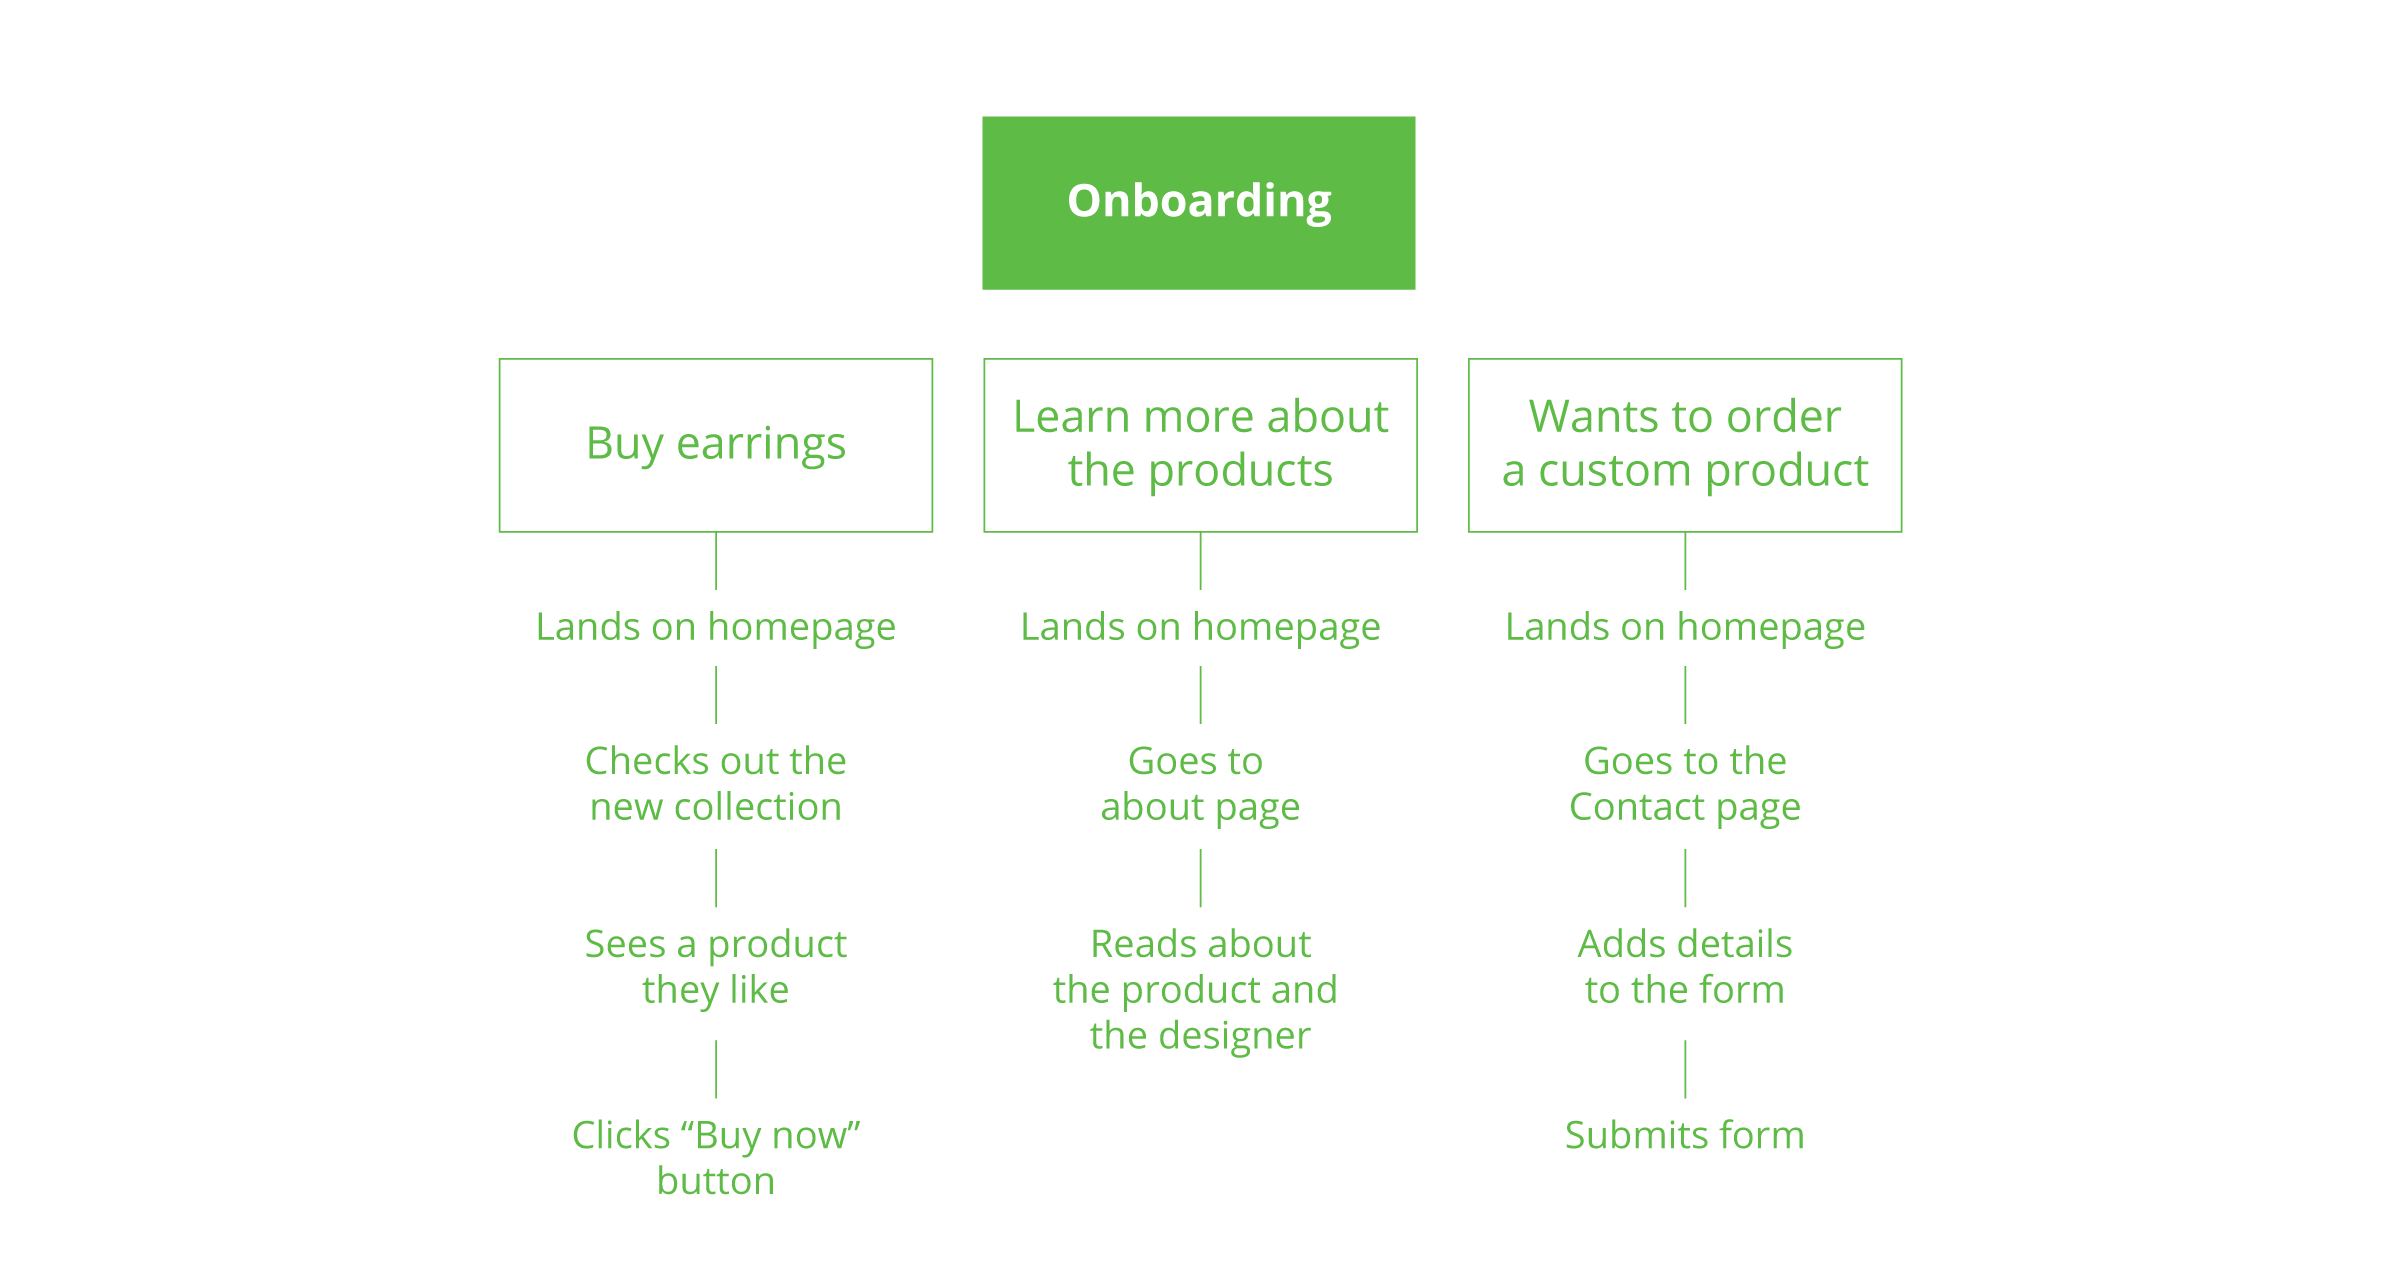 Onboarding
Buy earrings
Lands on homepage
Checks out the
new collection
Sees a product
they like
Clicks “Buy now”
button
Learn more about
the products
Lands on homepage
Goes to
about page
Reads about
the product and
the designer
Wants to order
a custom product
Lands on homepage
Goes to the
Contact page
Adds details
to the form
Submits form